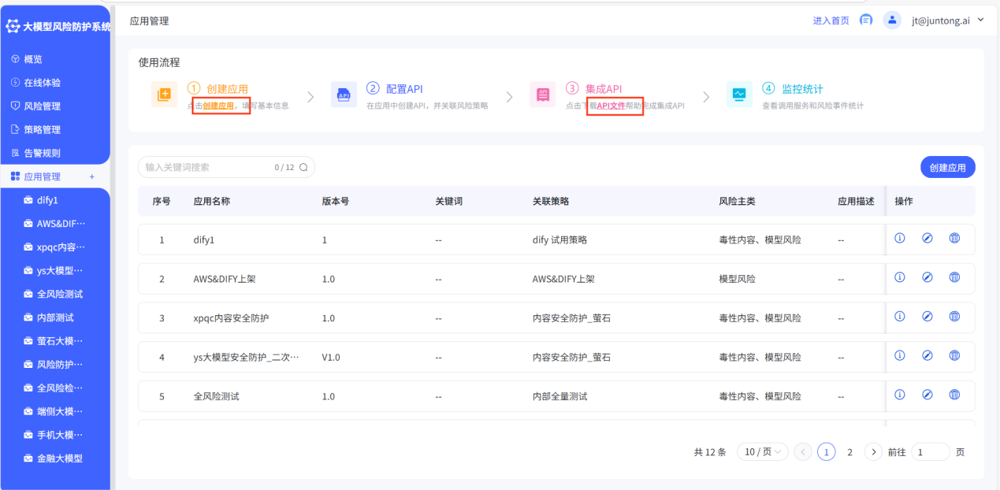 大模型风险防护系统
概览
在线体验
风险管理
策略管理
告警规则
应用管理 +
dify1
AWS&DIF···
xpqc内容···
ys大模型···
全风险测试
内部测试
萤石大模···
风险防护···
全风险检···
端侧大模···
手机大模···
金融大模型
应用管理
进入首页 jt@juntong.ai
使用流程
① 创建应用
点击创建应用，填写基本信息
② 配置API
在应用中创建API，并关联风险策略
③ 集成API
点击下载API文件帮助完成集成API
④ 监控统计
查看调用服务和风险事件统计
输入关键词搜索 0 / 12
创建应用
序号 应用名称 版本号 关键词 关联策略 风险主类 应用描述 操作
1 dify1 1 -- dify 试用策略 毒性内容、模型风险 --
2 AWS&DIFY上架 1.0 -- AWS&DIFY上架 模型风险 --
3 xpqc内容安全防护 1.0 -- 内容安全防护_萤石 毒性内容、模型风险 --
4 ys大模型安全防护_二次··· V1.0 -- 内容安全防护_萤石 毒性内容、模型风险 --
5 全风险测试 1.0 -- 内部全量测试 毒性内容、模型风险 --
共 12 条 10 / 页 1 2 前往 1 页